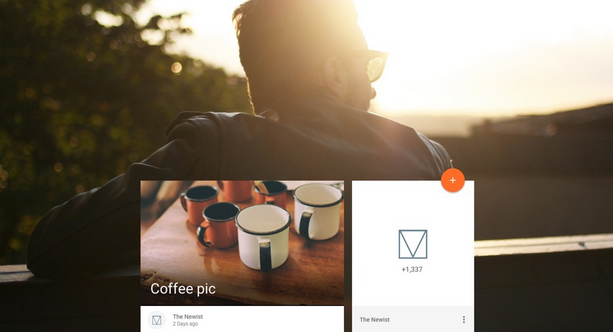 +
+1,337
Coffee pic
The Newist
2 Days ago
The Newist